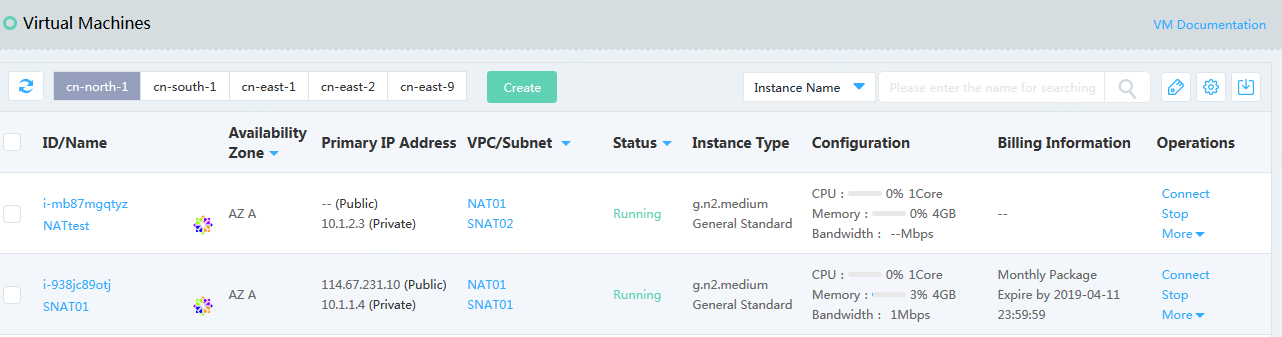 Virtual Machines
VM Documentation
cn-north-1 cn-south-1 cn-east-1 cn-east-2 cn-east-9 Create Instance Name Please enter the name for searching
ID/Name Availability Zone Primary IP Address VPC/Subnet Status Instance Type Configuration Billing Information Operations
i-mb87mgqtyz
NATtest
AZ A
-- (Public)
10.1.2.3 (Private)
NAT01
SNAT02
Running
g.n2.medium
General Standard
CPU : 0% 1Core
Memory : 0% 4GB
Bandwidth : --Mbps
--
Connect
Stop
More
i-938jc89otj
SNAT01
AZ A
114.67.231.10 (Public)
10.1.1.4 (Private)
NAT01
SNAT01
Running
g.n2.medium
General Standard
CPU : 0% 1Core
Memory : 3% 4GB
Bandwidth : 1Mbps
Monthly Package
Expire by 2019-04-11
23:59:59
Connect
Stop
More